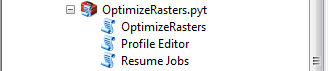 OptimizeRasters.pyt
OptimizeRasters
Profile Editor
Resume Jobs